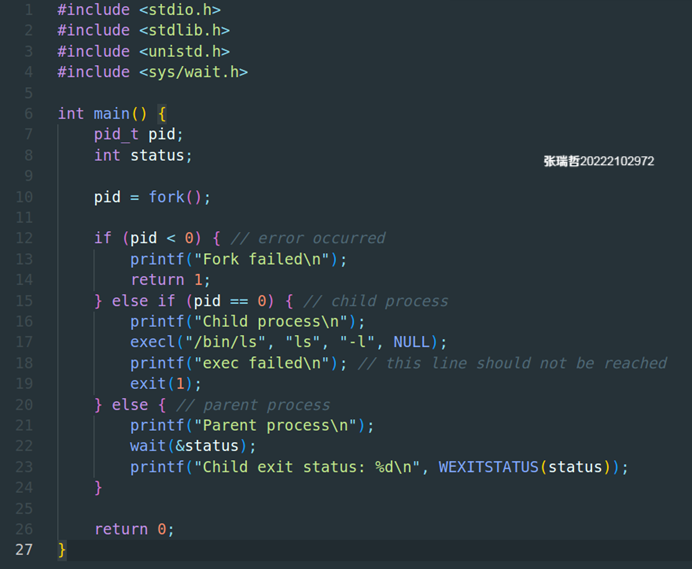 1 #include <stdio.h>
2 #include <stdlib.h>
3 #include <unistd.h>
4 #include <sys/wait.h>
5
6 int main() {
7     pid_t pid;
8     int status;
张瑞哲20222102972
9
10     pid = fork();
11
12     if (pid < 0) { // error occurred
13         printf("Fork failed\n");
14         return 1;
15     } else if (pid == 0) { // child process
16         printf("Child process\n");
17         execl("/bin/ls", "ls", "-l", NULL);
18         printf("exec failed\n"); // this line should not be reached
19         exit(1);
20     } else { // parent process
21         printf("Parent process\n");
22         wait(&status);
23         printf("Child exit status: %d\n", WEXITSTATUS(status));
24     }
25
26     return 0;
27 }